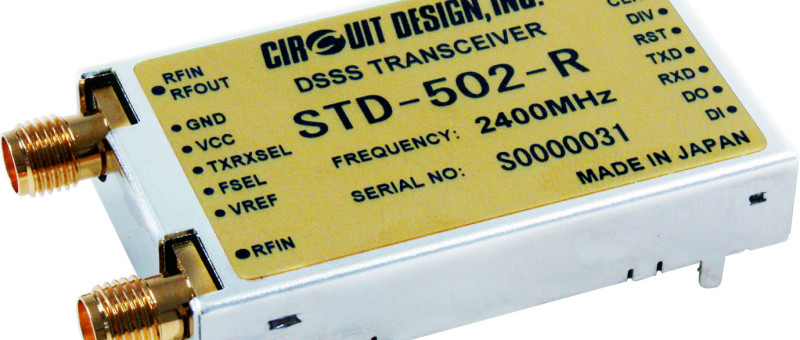 CIRCUIT DESIGN, INC.
DSSS TRANSCEIVER
STD-502-R
FREQUENCY: 2400MHz
SERIAL NO: S0000031
MADE IN JAPAN
RFIN
RFOUT
GND
VCC
TXRXSEL
FSEL
VREF
RFIN
DIV
RST
TXD
RXD
DO
DI